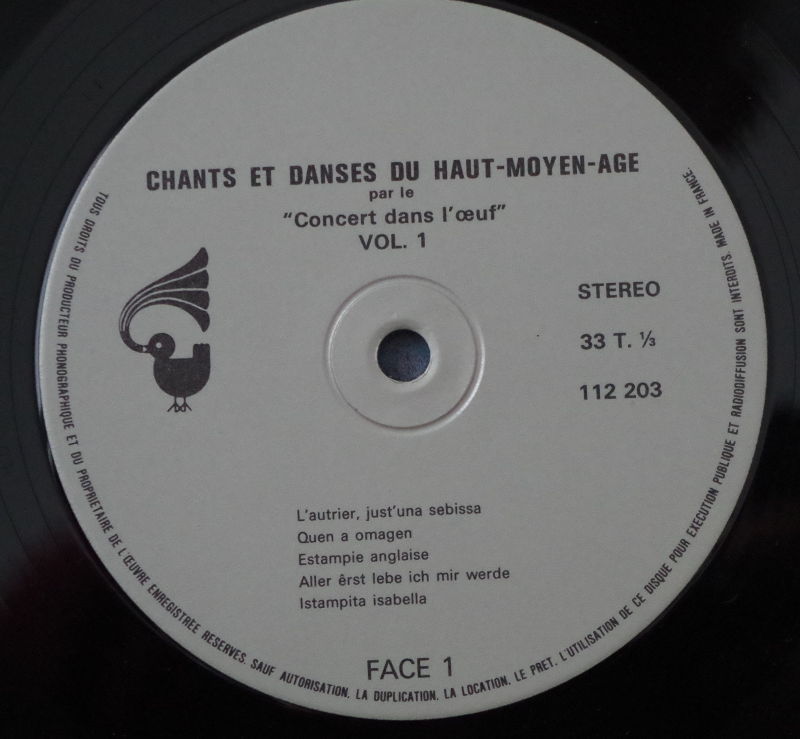 CHANTS ET DANSES DU HAUT-MOYEN-AGE
par le
"Concert dans l'œuf"
VOL. 1
STEREO
33 T. ⅓
112 203
L'autrier, just'una sebissa
Quen a omagen
Estampie anglaise
Aller êrst lebe ich mir werde
Istampita isabella
FACE 1
TOUS DROITS DU PRODUCTEUR PHONOGRAPHIQUE ET DU PROPRIETAIRE DE L'ŒUVRE ENREGISTREE RESERVES. SAUF AUTORISATION, LA DUPLICATION, LA LOCATION, LE PRET, L'UTILISATION DE CE DISQUE POUR EXECUTION PUBLIQUE ET RADIODIFFUSION SONT INTERDITS. MADE IN FRANCE.